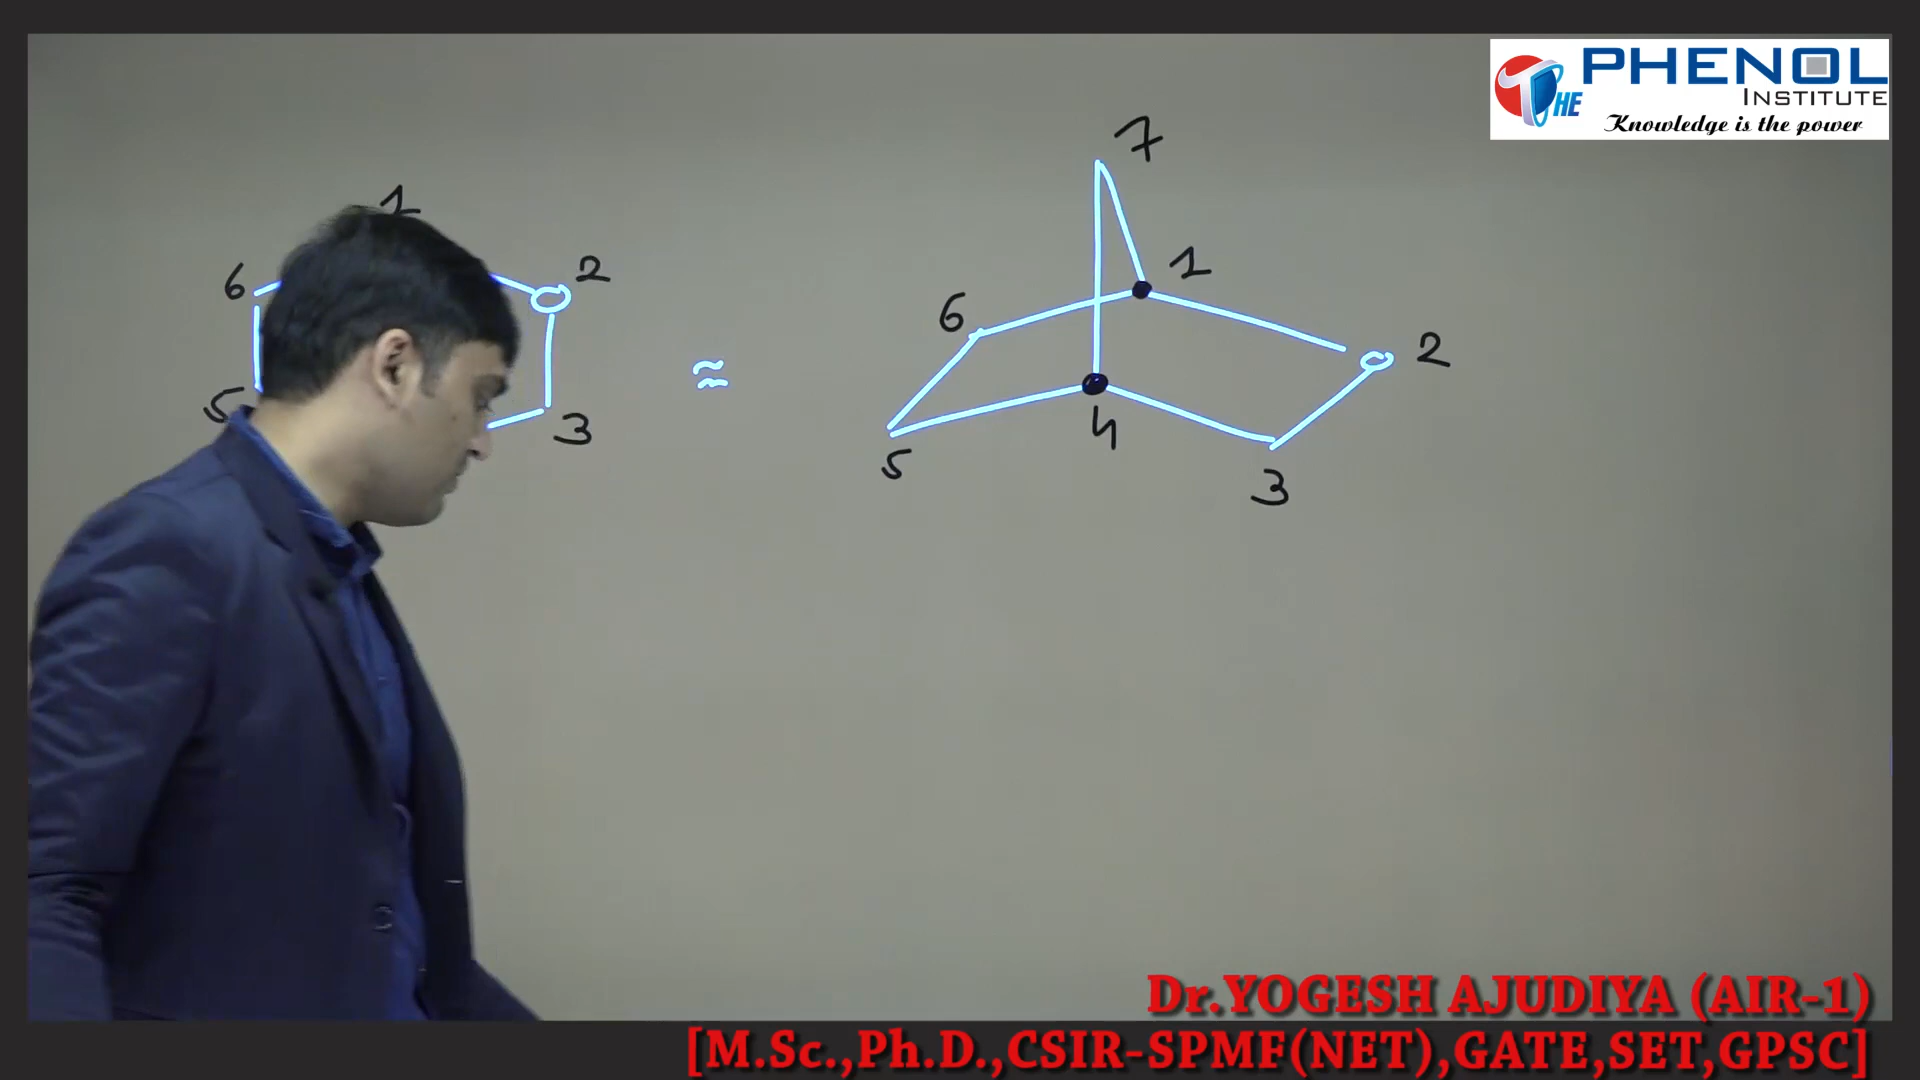 THE PHENOL
INSTITUTE
Knowledge is the power
7
1
1
2
6
6
2
5
3
4
5
3
Dr.YOGESH AJUDIYA (AIR-1)
[M.Sc.,Ph.D.,CSIR-SPMF(NET),GATE,SET,GPSC]